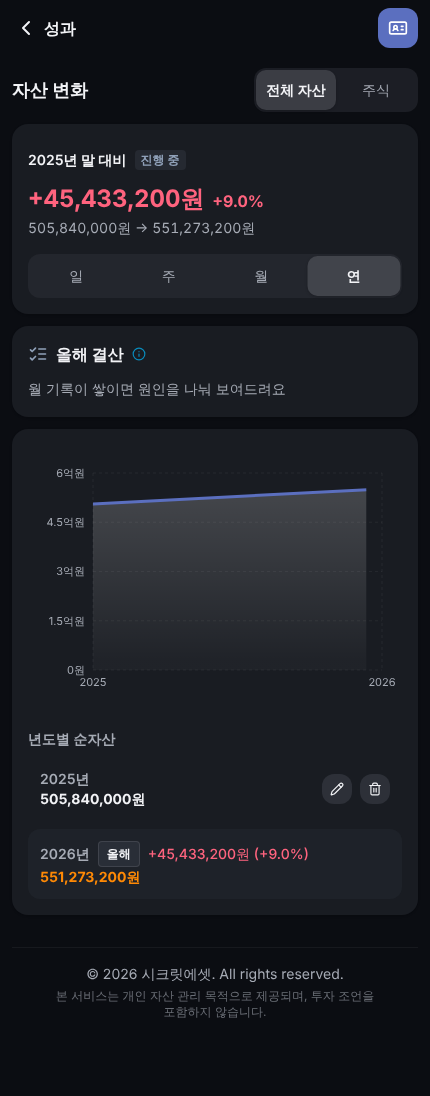 성과
자산 변화
전체 자산 주식
2025년 말 대비 진행 중
+45,433,200원 +9.0%
505,840,000원 → 551,273,200원
일 주 월 연
올해 결산
월 기록이 쌓이면 원인을 나눠 보여드려요
6억원
4.5억원
3억원
1.5억원
0원
2025 2026
년도별 순자산
2025년
505,840,000원
2026년 올해 +45,433,200원 (+9.0%)
551,273,200원
© 2026 시크릿에셋. All rights reserved.
본 서비스는 개인 자산 관리 목적으로 제공되며, 투자 조언을
포함하지 않습니다.